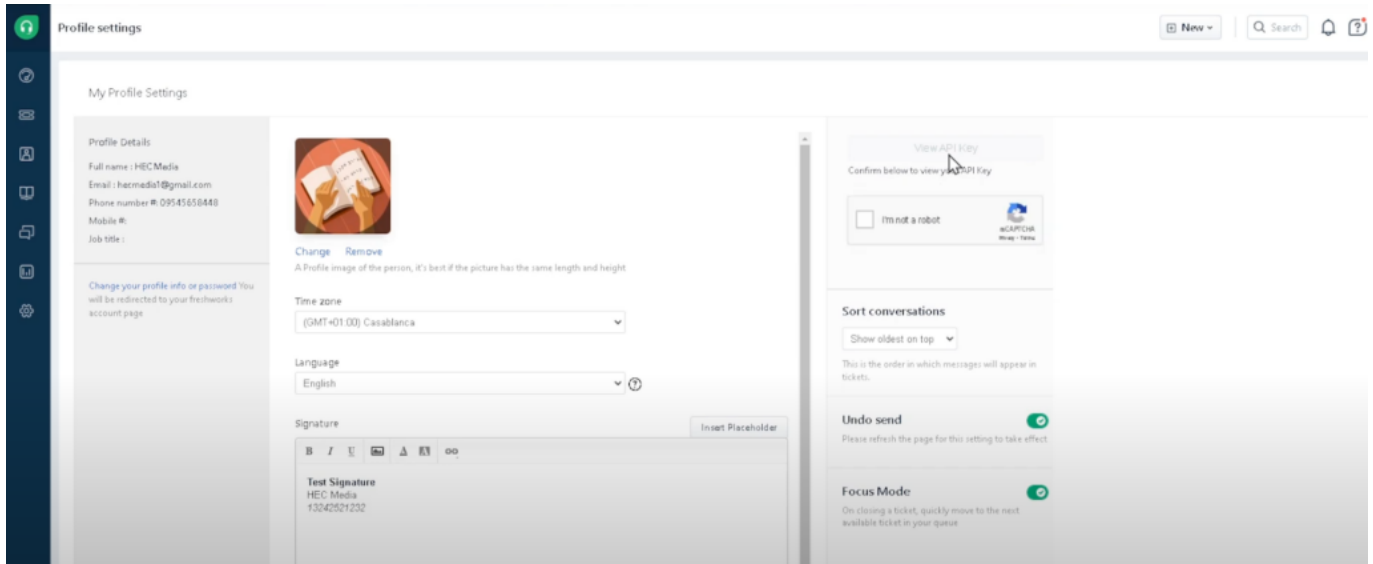 Profile settings
New
Search
My Profile Settings
Profile Details
Full name : HECMedia
Email : hecmedia1@gmail.com
Phone number #: 09545658448
Mobile #:
Job title :
Change your profile info or password You
will be redirected to your freshworks
account page
Change Remove
A Profile image of the person, it's best if the picture has the same length and height
Time zone
(GMT+01:00) Casablanca
Language
English
Signature
Insert Placeholder
B I U A
Test Signature
HEC Media
13242521232
View API Key
Confirm below to view your API Key
I'm not a robot
reCAPTCHA
Privacy - Terms
Sort conversations
Show oldest on top
This is the order in which messages will appear in
tickets.
Undo send
Please refresh the page for this setting to take effect
Focus Mode
On closing a ticket, quickly move to the next
available ticket in your queue